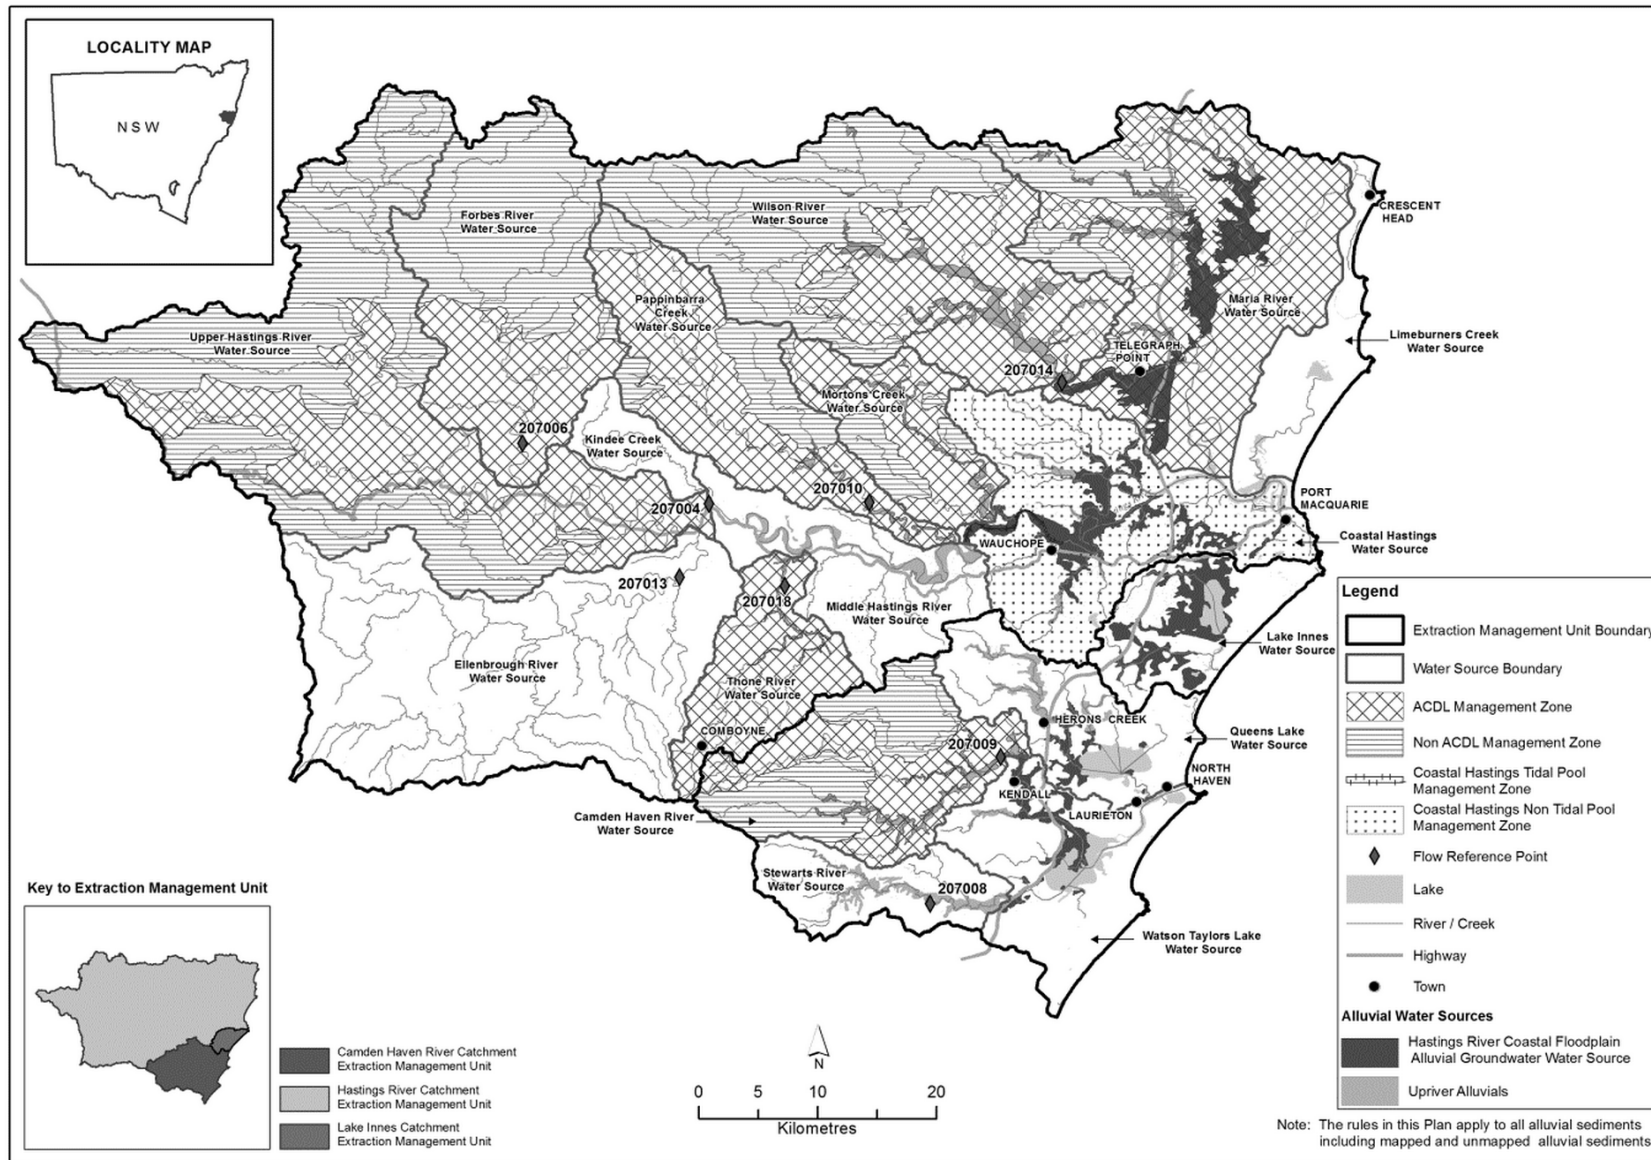 LOCALITY MAP
NSW
Forbes River
Water Source
Wilson River
Water Source
CRESCENT
HEAD
Pappinbarra
Creek
Water Source
Maria River
Water Source
Upper Hastings River
Water Source
Limeburners Creek
Water Source
TELEGRAPH
POINT
207014
Mortons Creek
Water Source
207006
Kindee Creek
Water Source
207010
207004
PORT
MACQUARIE
WAUCHOPE
Coastal Hastings
Water Source
207013
207018
Middle Hastings River
Water Source
Lake Innes
Water Source
Ellenbrough River
Water Source
Thone River
Water Source
COMBOYNE
HERONS CREEK
207009
Queens Lake
Water Source
NORTH
HAVEN
KENDALL
LAURIETON
Camden Haven River
Water Source
Stewarts River
Water Source
207008
Watson Taylors Lake
Water Source
Legend
Extraction Management Unit Boundary
Water Source Boundary
ACDL Management Zone
Non ACDL Management Zone
Coastal Hastings Tidal Pool
Management Zone
Coastal Hastings Non Tidal Pool
Management Zone
Flow Reference Point
Lake
River / Creek
Highway
Town
Alluvial Water Sources
Hastings River Coastal Floodplain
Alluvial Groundwater Water Source
Upriver Alluvials
Note: The rules in this Plan apply to all alluvial sediments
including mapped and unmapped alluvial sediments
Key to Extraction Management Unit
Camden Haven River Catchment
Extraction Management Unit
Hastings River Catchment
Extraction Management Unit
Lake Innes Catchment
Extraction Management Unit
N
0 5 10 20
Kilometres